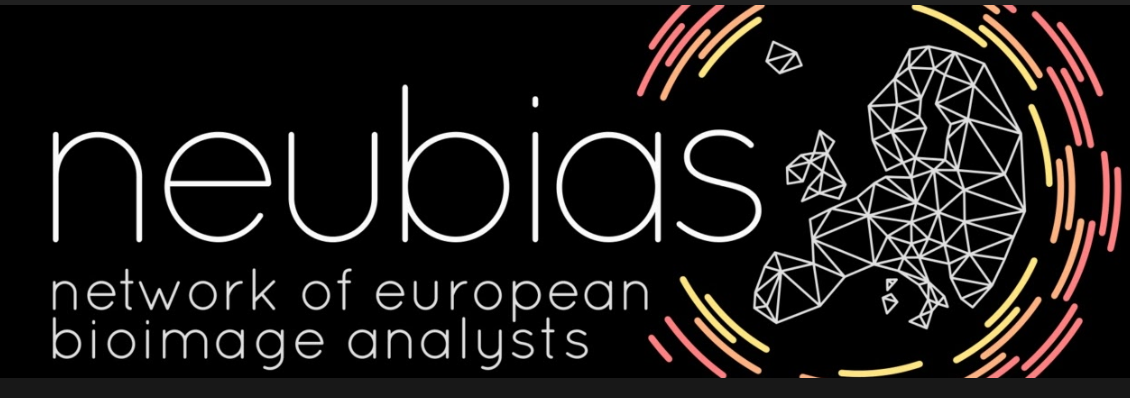 neubias
network of european
bioimage analysts